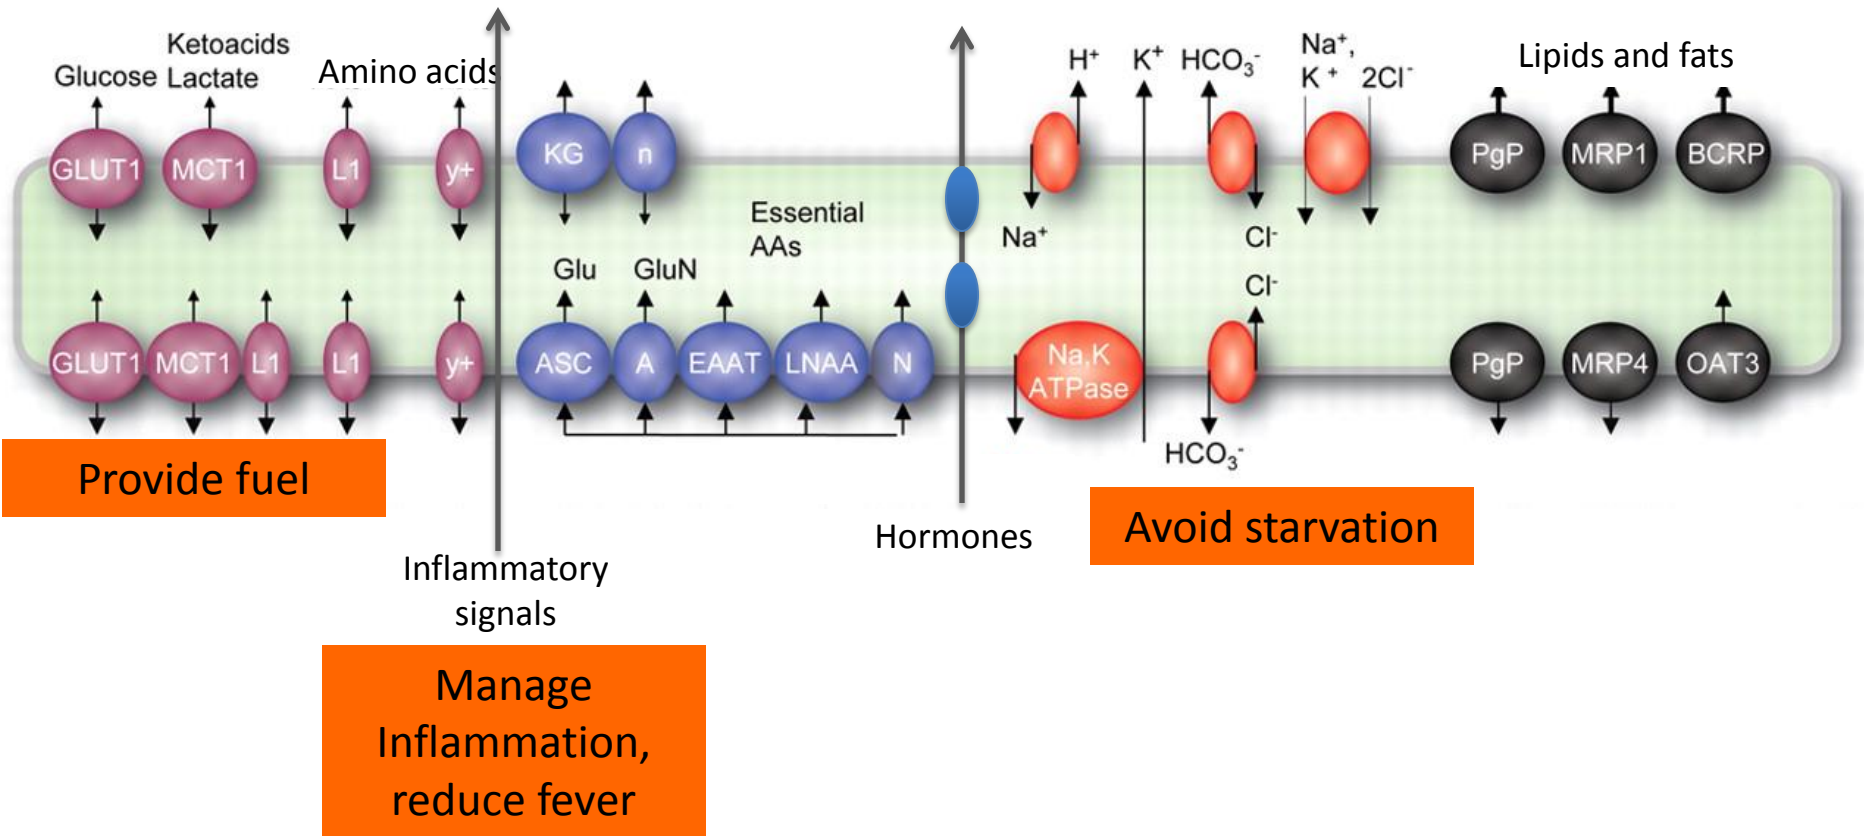 Glucose
Ketoacids
Lactate
Amino acids
H⁺
K⁺
HCO₃⁻
Na⁺,
K⁺ 2Cl⁻
Lipids and fats
GLUT1
MCT1
L1
y+
KG
n
PgP
MRP1
BCRP
Essential
AAs
Na⁺
Cl⁻
Glu
GluN
Cl⁻
GLUT1
MCT1
L1
L1
y+
ASC
A
EAAT
LNAA
N
Na,K
ATPase
PgP
MRP4
OAT3
HCO₃⁻
Provide fuel
Hormones
Avoid starvation
Inflammatory
signals
Manage
Inflammation,
reduce fever